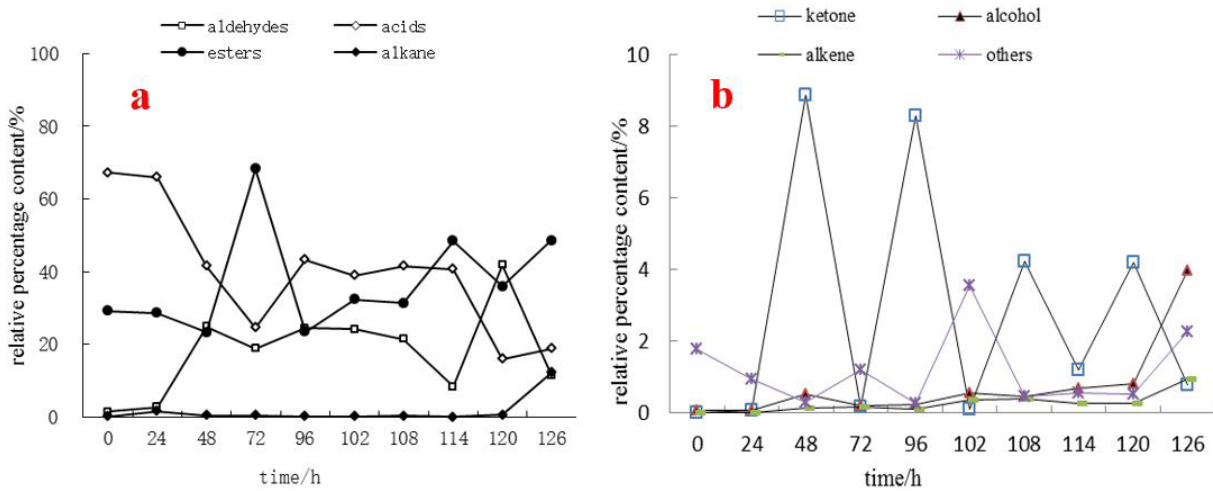 aldehydes acids
esters alkane
a
relative percentage content/%
100
80
60
40
20
0
0 24 48 72 96 102 108 114 120 126
time/h
ketone alcohol
alkene others
b
relative percentage content/%
10
8
6
4
2
0
0 24 48 72 96 102 108 114 120 126
time/h